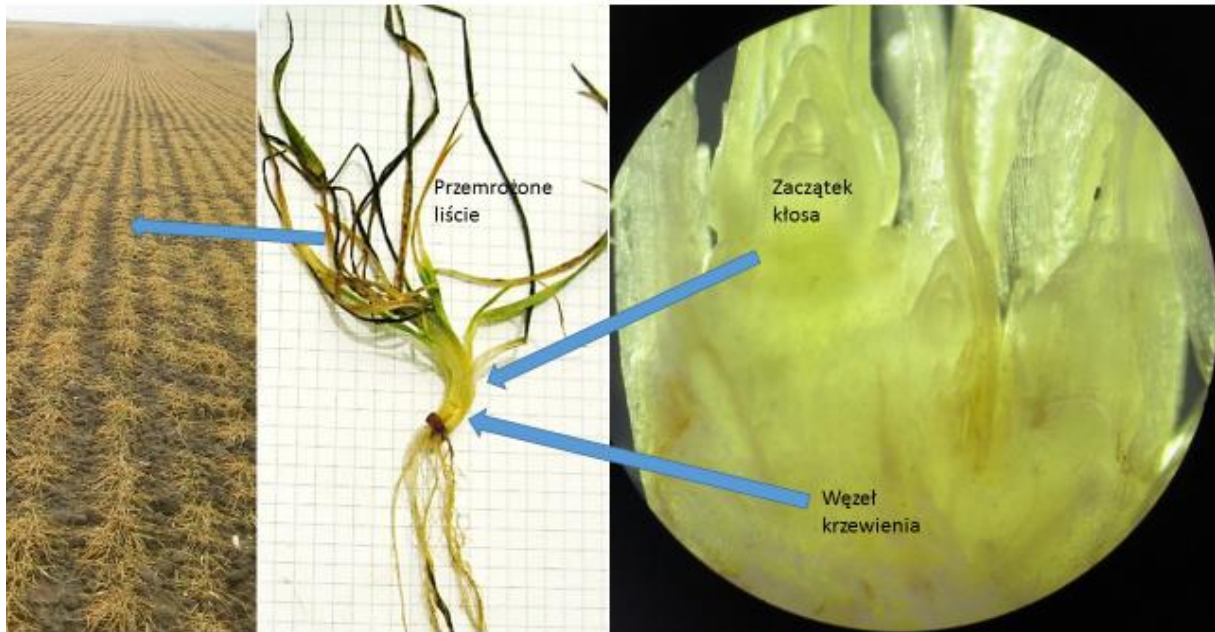 Przemrożone
liście
Zaczątek
kłosa
Węzeł
krzewienia